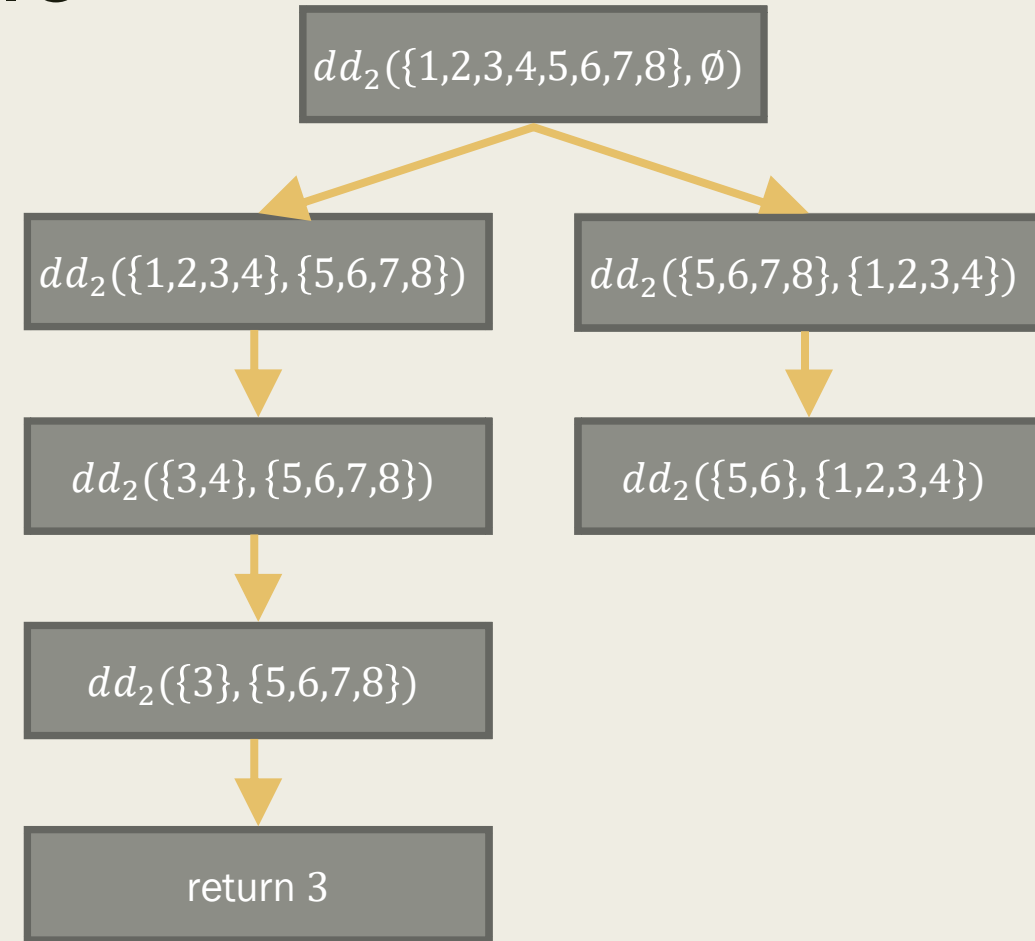 dd₂({1,2,3,4,5,6,7,8}, ∅)
dd₂({1,2,3,4}, {5,6,7,8})
dd₂({5,6,7,8}, {1,2,3,4})
dd₂({3,4}, {5,6,7,8})
dd₂({5,6}, {1,2,3,4})
dd₂({3}, {5,6,7,8})
return 3